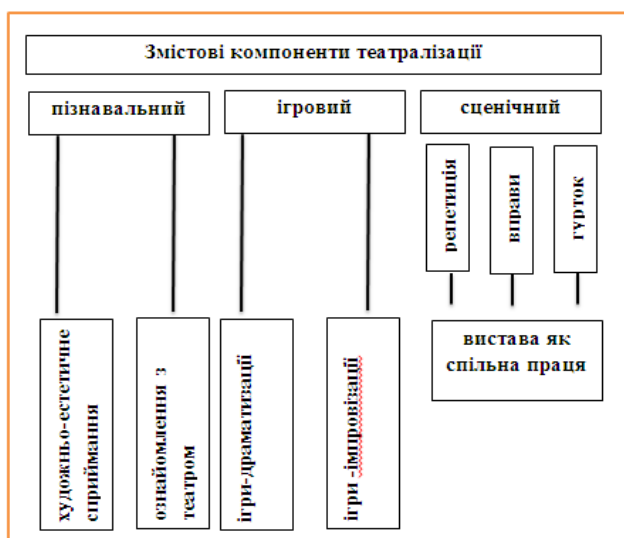 Змістові компоненти театралізації
пізнавальний
ігровий
сценічний
репетиція
вправи
гурток
вистава як
спільна праця
художньо-естетичне
сприймання
ознайомлення з
театром
ігри-драматизації
ігри -імпровізації